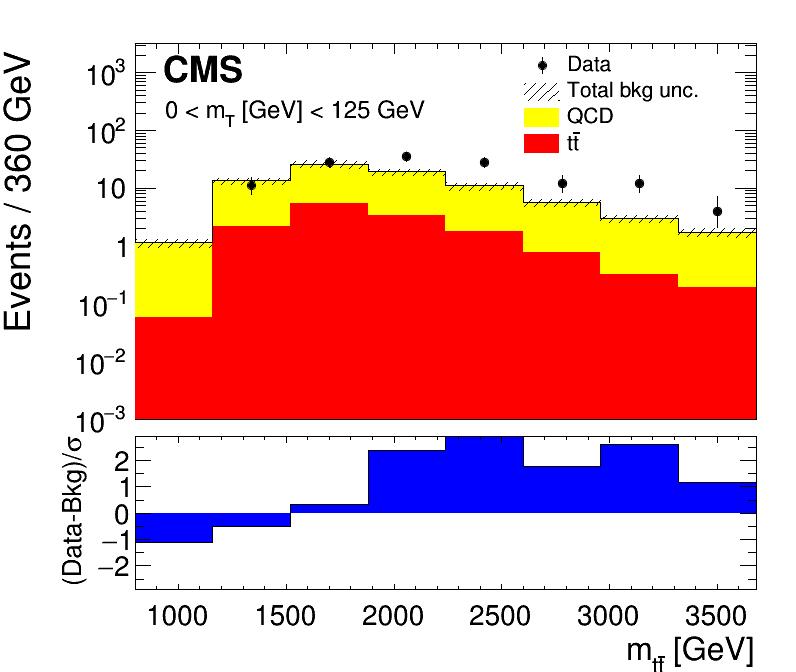 Events / 360 GeV
10³
10²
10
1
10⁻¹
10⁻²
10⁻³
CMS
0 < m_T [GeV] < 125 GeV
Data
Total bkg unc.
QCD
tt̄
(Data-Bkg)/σ
2
1
0
−1
−2
1000 1500 2000 2500 3000 3500
m_tt̄ [GeV]